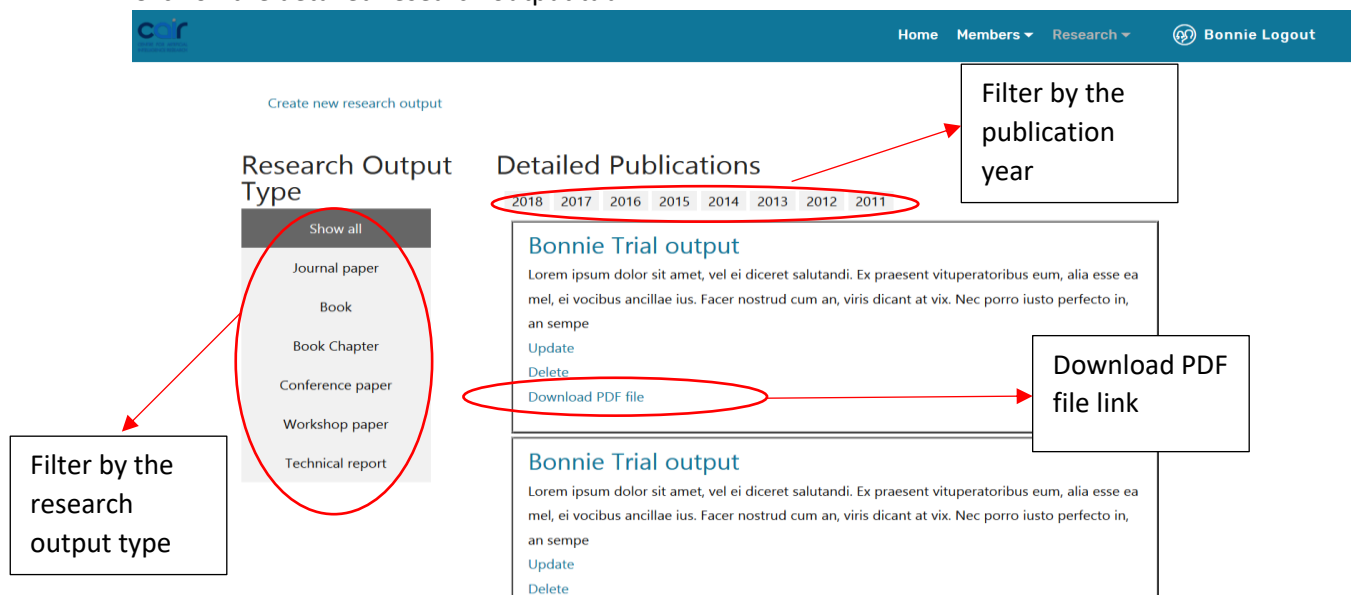 cair
Home Members Research Bonnie Logout
Create new research output
Filter by the
publication
year
Research Output
Type
Detailed Publications
2018 2017 2016 2015 2014 2013 2012 2011
Show all
Journal paper
Book
Book Chapter
Conference paper
Workshop paper
Technical report
Bonnie Trial output
Lorem ipsum dolor sit amet, vel ei diceret salutandi. Ex praesent vituperatoribus eum, alia esse ea
mel, ei vocibus ancillae ius. Facer nostrud cum an, viris dicant at vix. Nec porro iusto perfecto in,
an sempe
Update
Delete
Download PDF file
Download PDF
file link
Filter by the
research
output type
Bonnie Trial output
Lorem ipsum dolor sit amet, vel ei diceret salutandi. Ex praesent vituperatoribus eum, alia esse ea
mel, ei vocibus ancillae ius. Facer nostrud cum an, viris dicant at vix. Nec porro iusto perfecto in,
an sempe
Update
Delete